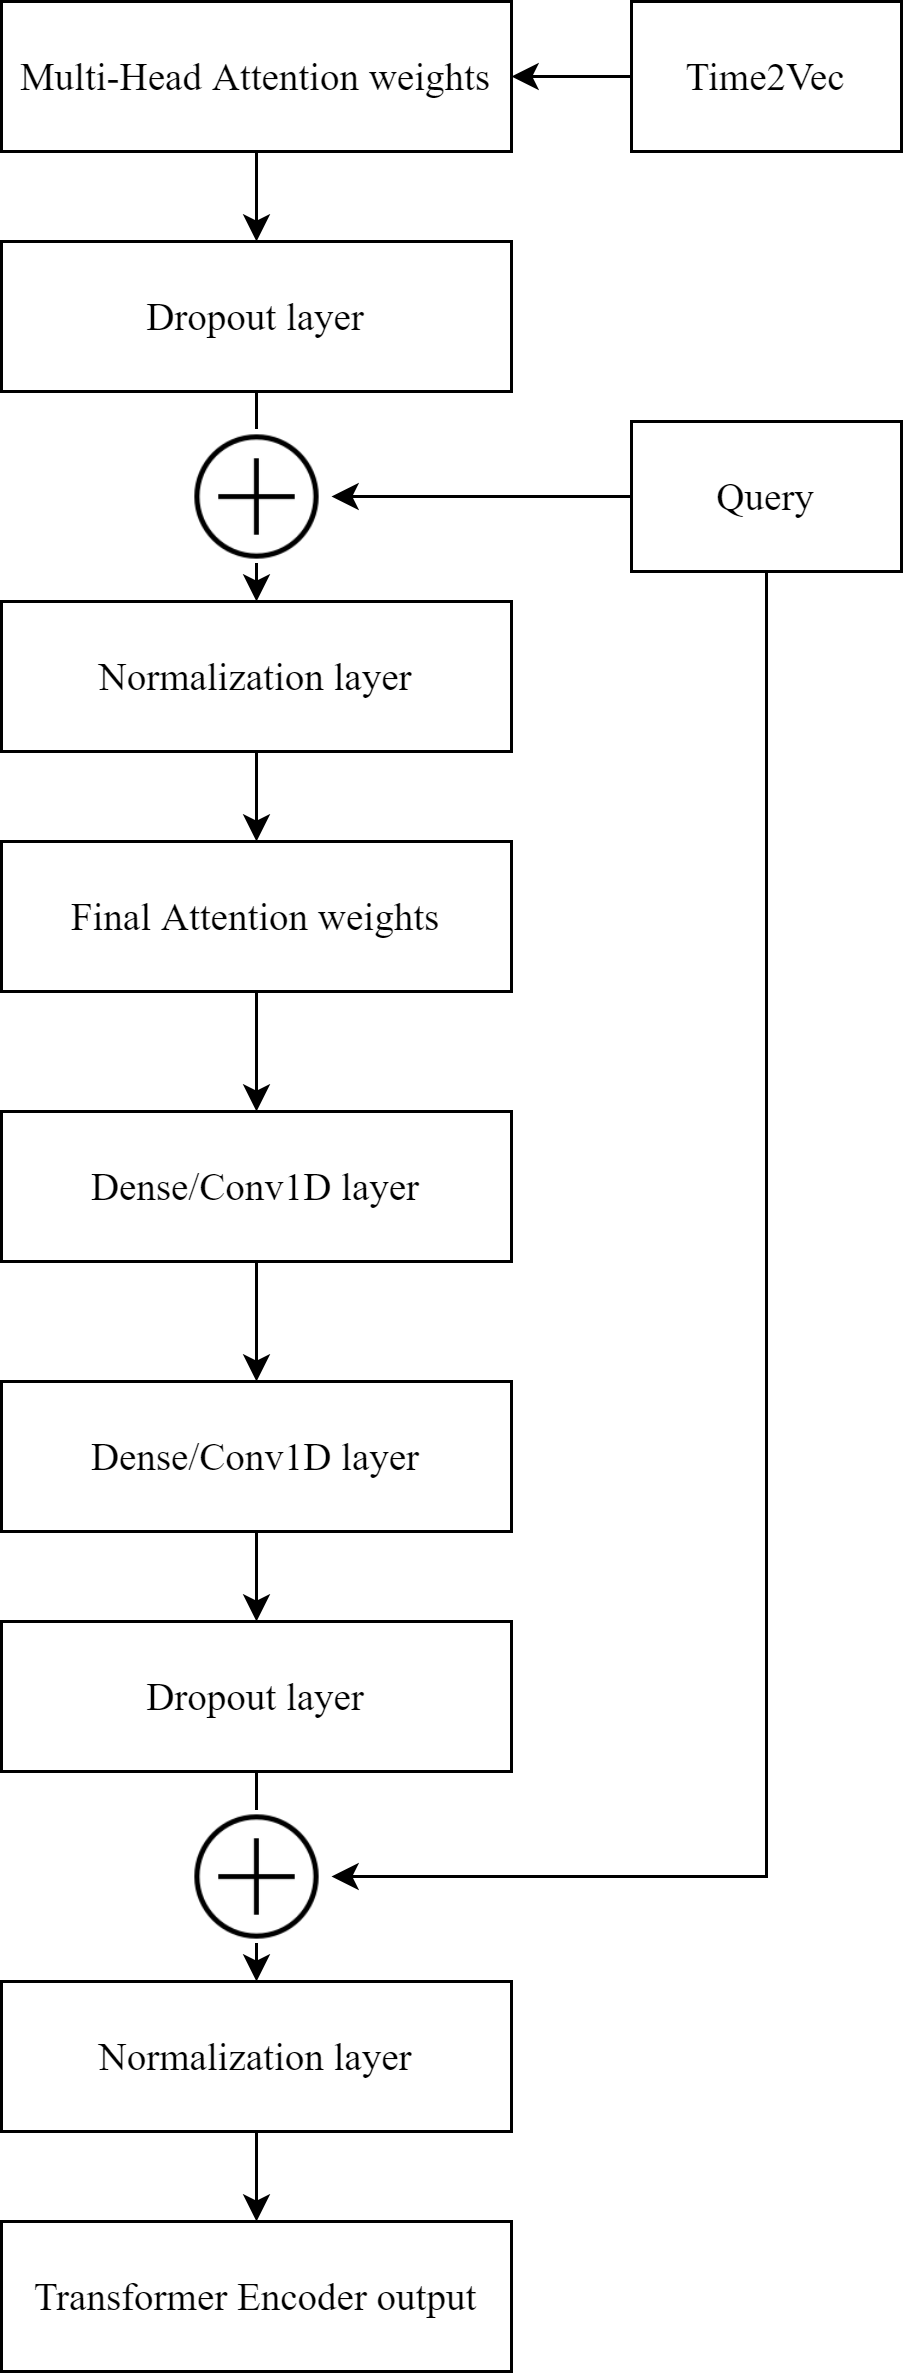 Multi-Head Attention weights
Time2Vec
Dropout layer
Query
Normalization layer
Final Attention weights
Dense/Conv1D layer
Dense/Conv1D layer
Dropout layer
Normalization layer
Transformer Encoder output